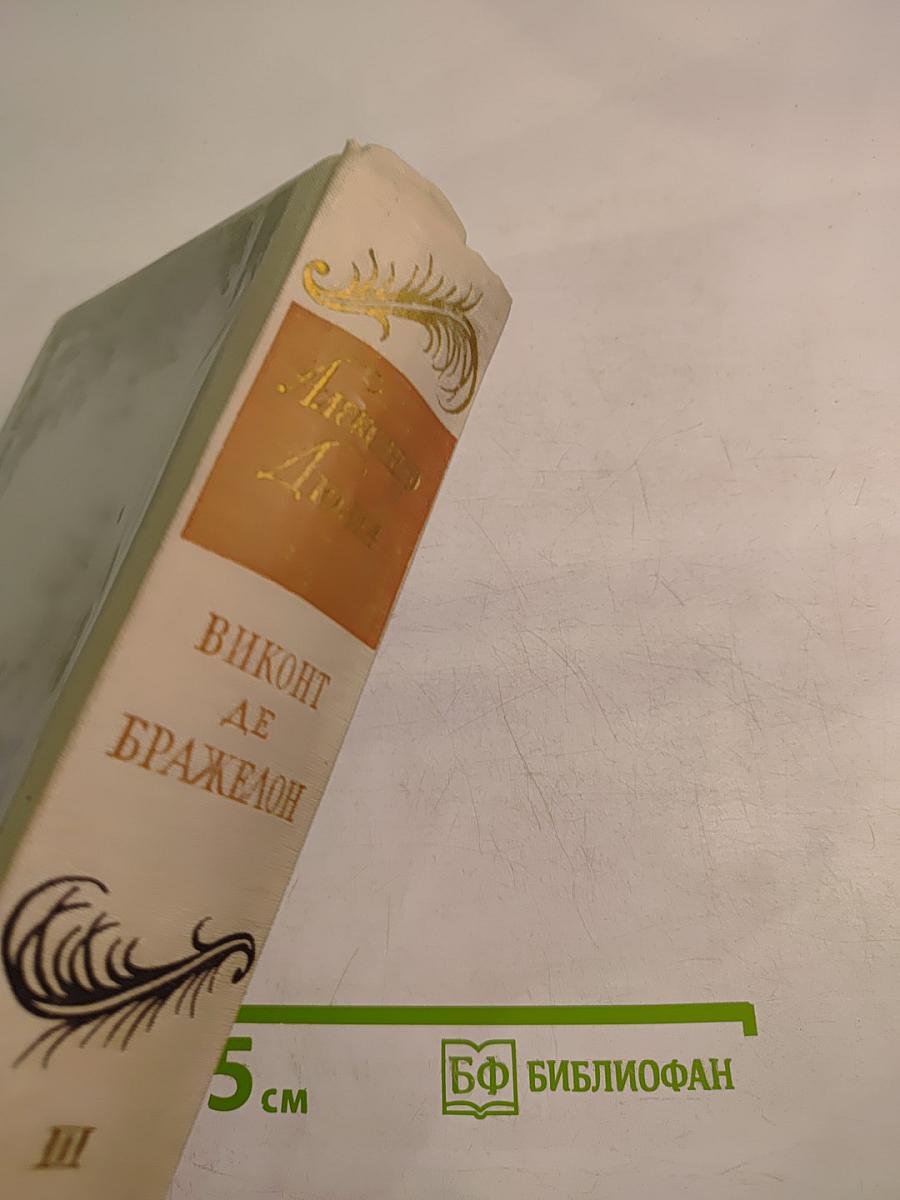 Александр
Дюма
ВИКОНТ
ДЕ
БРАЖЕЛОН
III
5 см
БФ БИБЛИОФАН